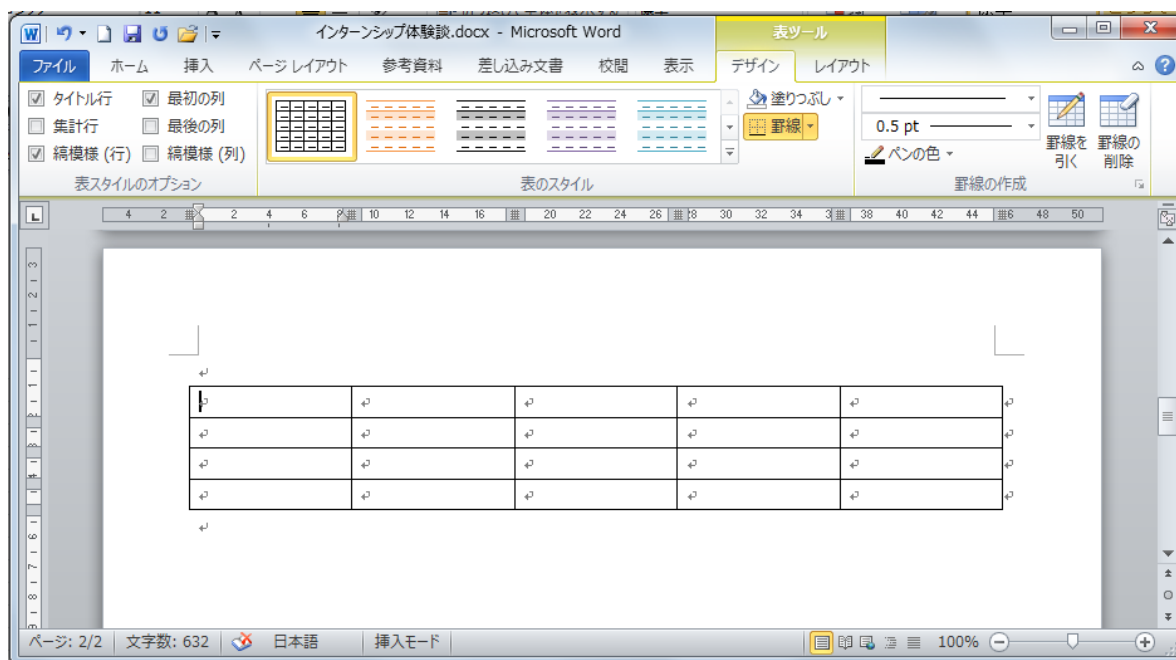 インターンシップ体験談.docx - Microsoft Word
表ツール
ファイル ホーム 挿入 ページ レイアウト 参考資料 差し込み文書 校閲 表示 デザイン レイアウト
タイトル行 最初の列
集計行 最後の列
縞模様 (行) 縞模様 (列)
塗りつぶし
罫線
0.5 pt
ペンの色
罫線を引く
罫線の削除
表スタイルのオプション 表のスタイル 罫線の作成
4 2 2 4 6 10 12 14 16 20 22 24 26 30 32 34 38 40 42 44 46 48 50
ページ: 2/2 文字数: 632 日本語 挿入モード 100%